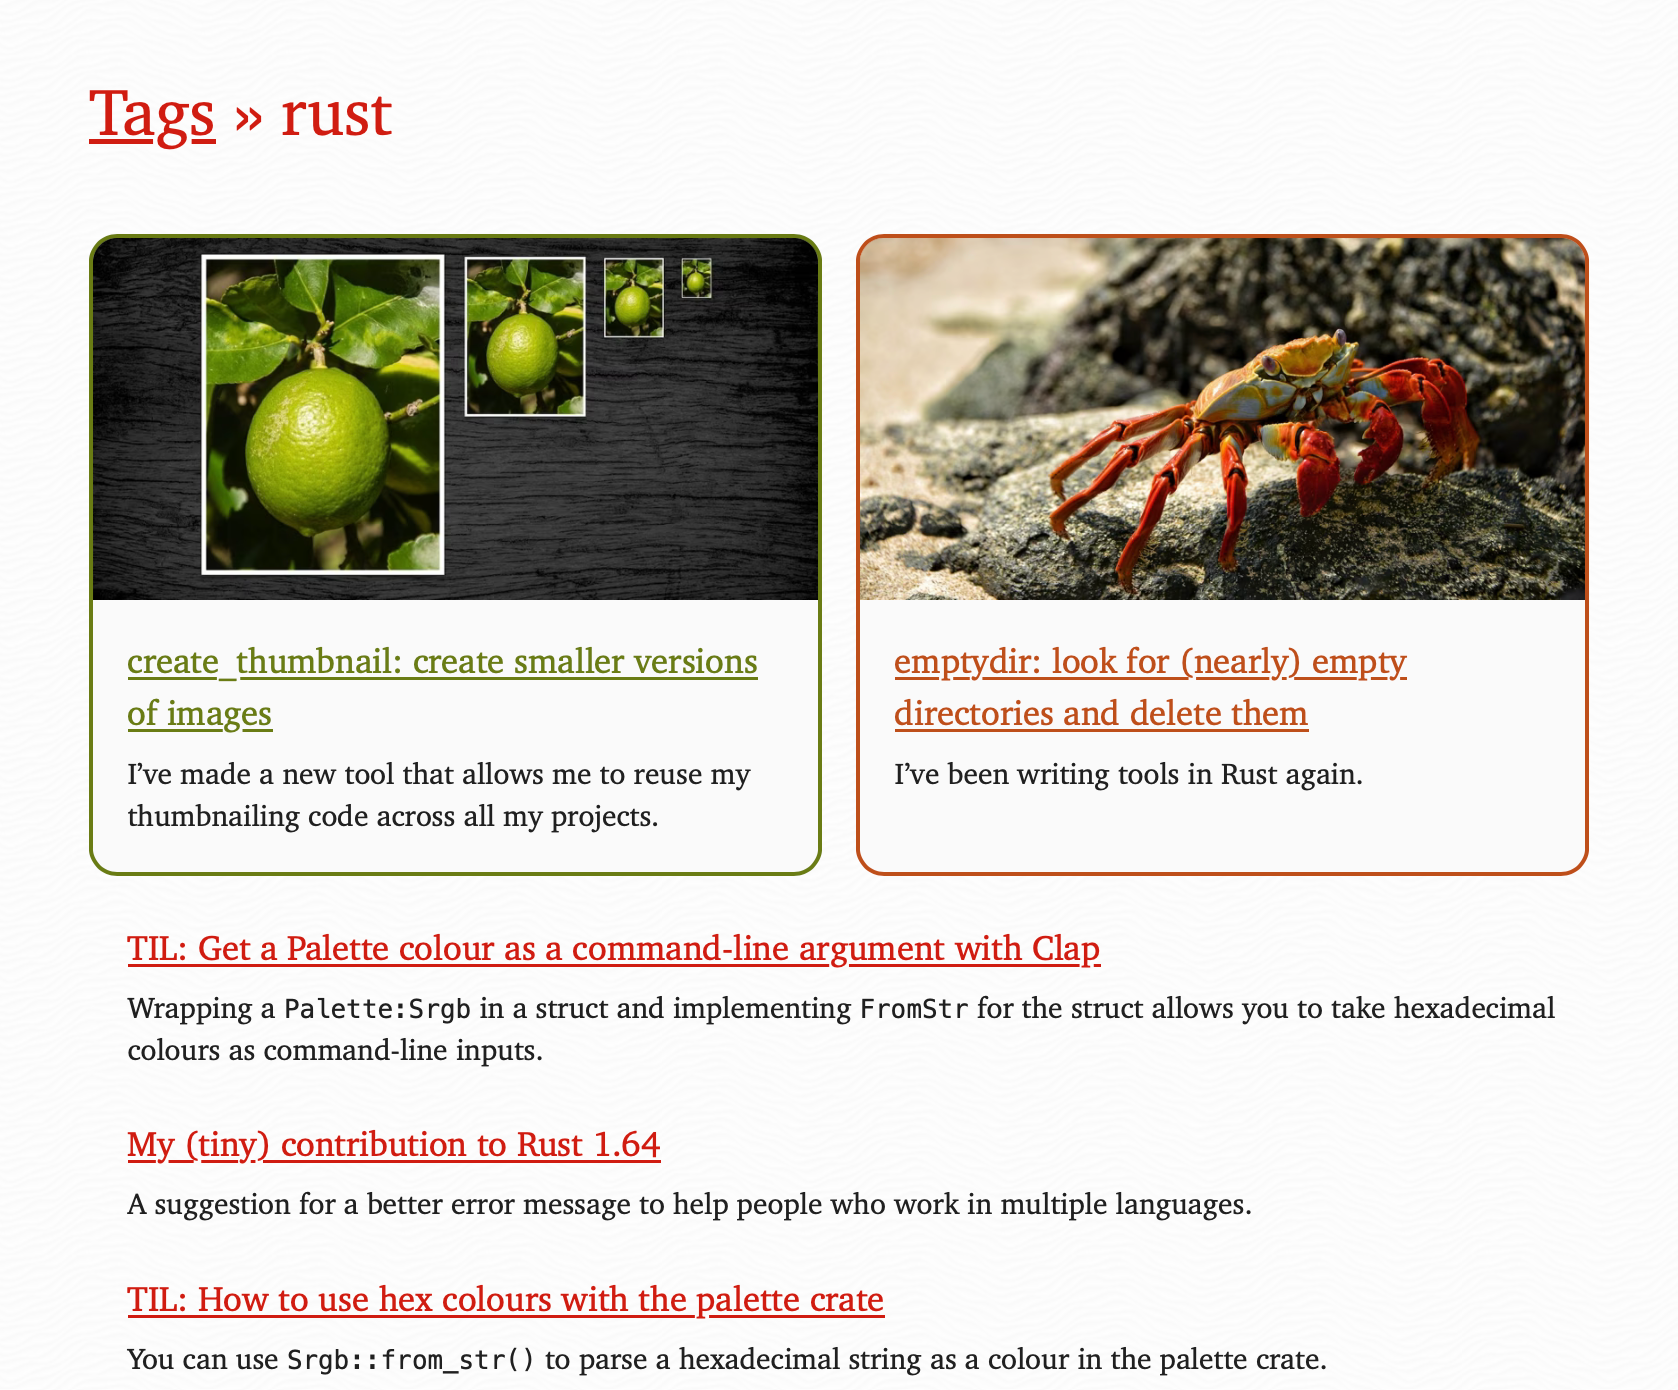 Tags » rust
create_thumbnail: create smaller versions
of images
I’ve made a new tool that allows me to reuse my
thumbnailing code across all my projects.
emptydir: look for (nearly) empty
directories and delete them
I’ve been writing tools in Rust again.
TIL: Get a Palette colour as a command-line argument with Clap
Wrapping a Palette:Srgb in a struct and implementing FromStr for the struct allows you to take hexadecimal
colours as command-line inputs.
My (tiny) contribution to Rust 1.64
A suggestion for a better error message to help people who work in multiple languages.
TIL: How to use hex colours with the palette crate
You can use Srgb::from_str() to parse a hexadecimal string as a colour in the palette crate.